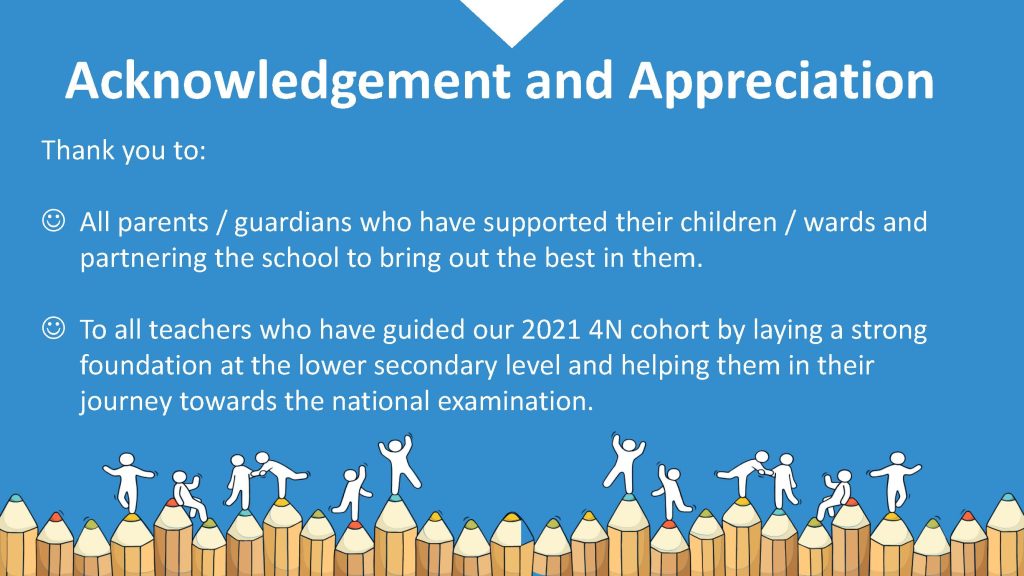 Acknowledgement and Appreciation
Thank you to:
☺ All parents / guardians who have supported their children / wards and
partnering the school to bring out the best in them.
☺ To all teachers who have guided our 2021 4N cohort by laying a strong
foundation at the lower secondary level and helping them in their
journey towards the national examination.